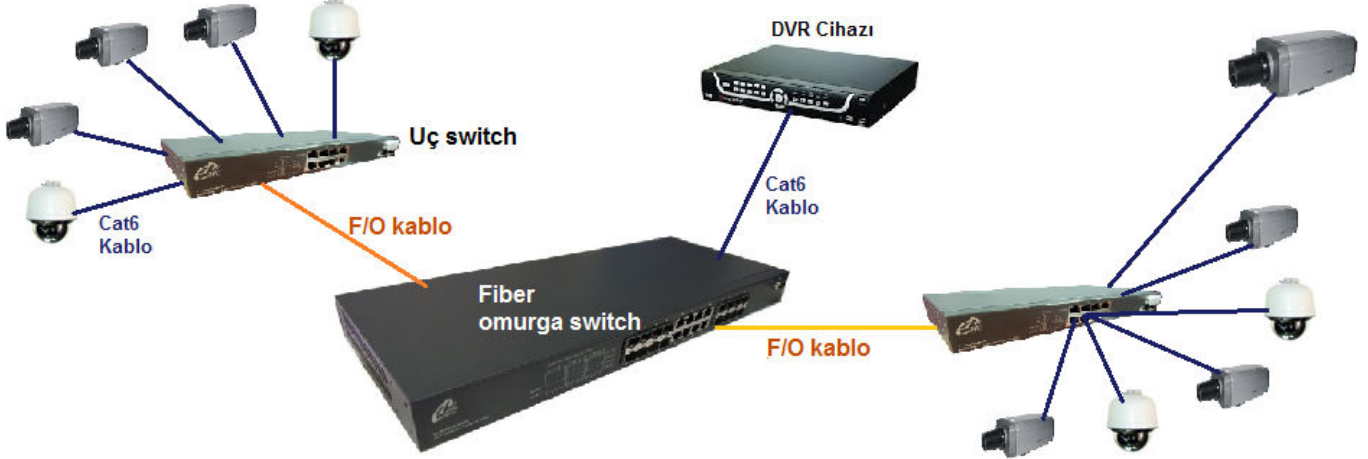 DVR Cihazı
Uç switch
Cat6
Kablo
Cat6
Kablo
F/O kablo
Fiber
omurga switch
F/O kablo